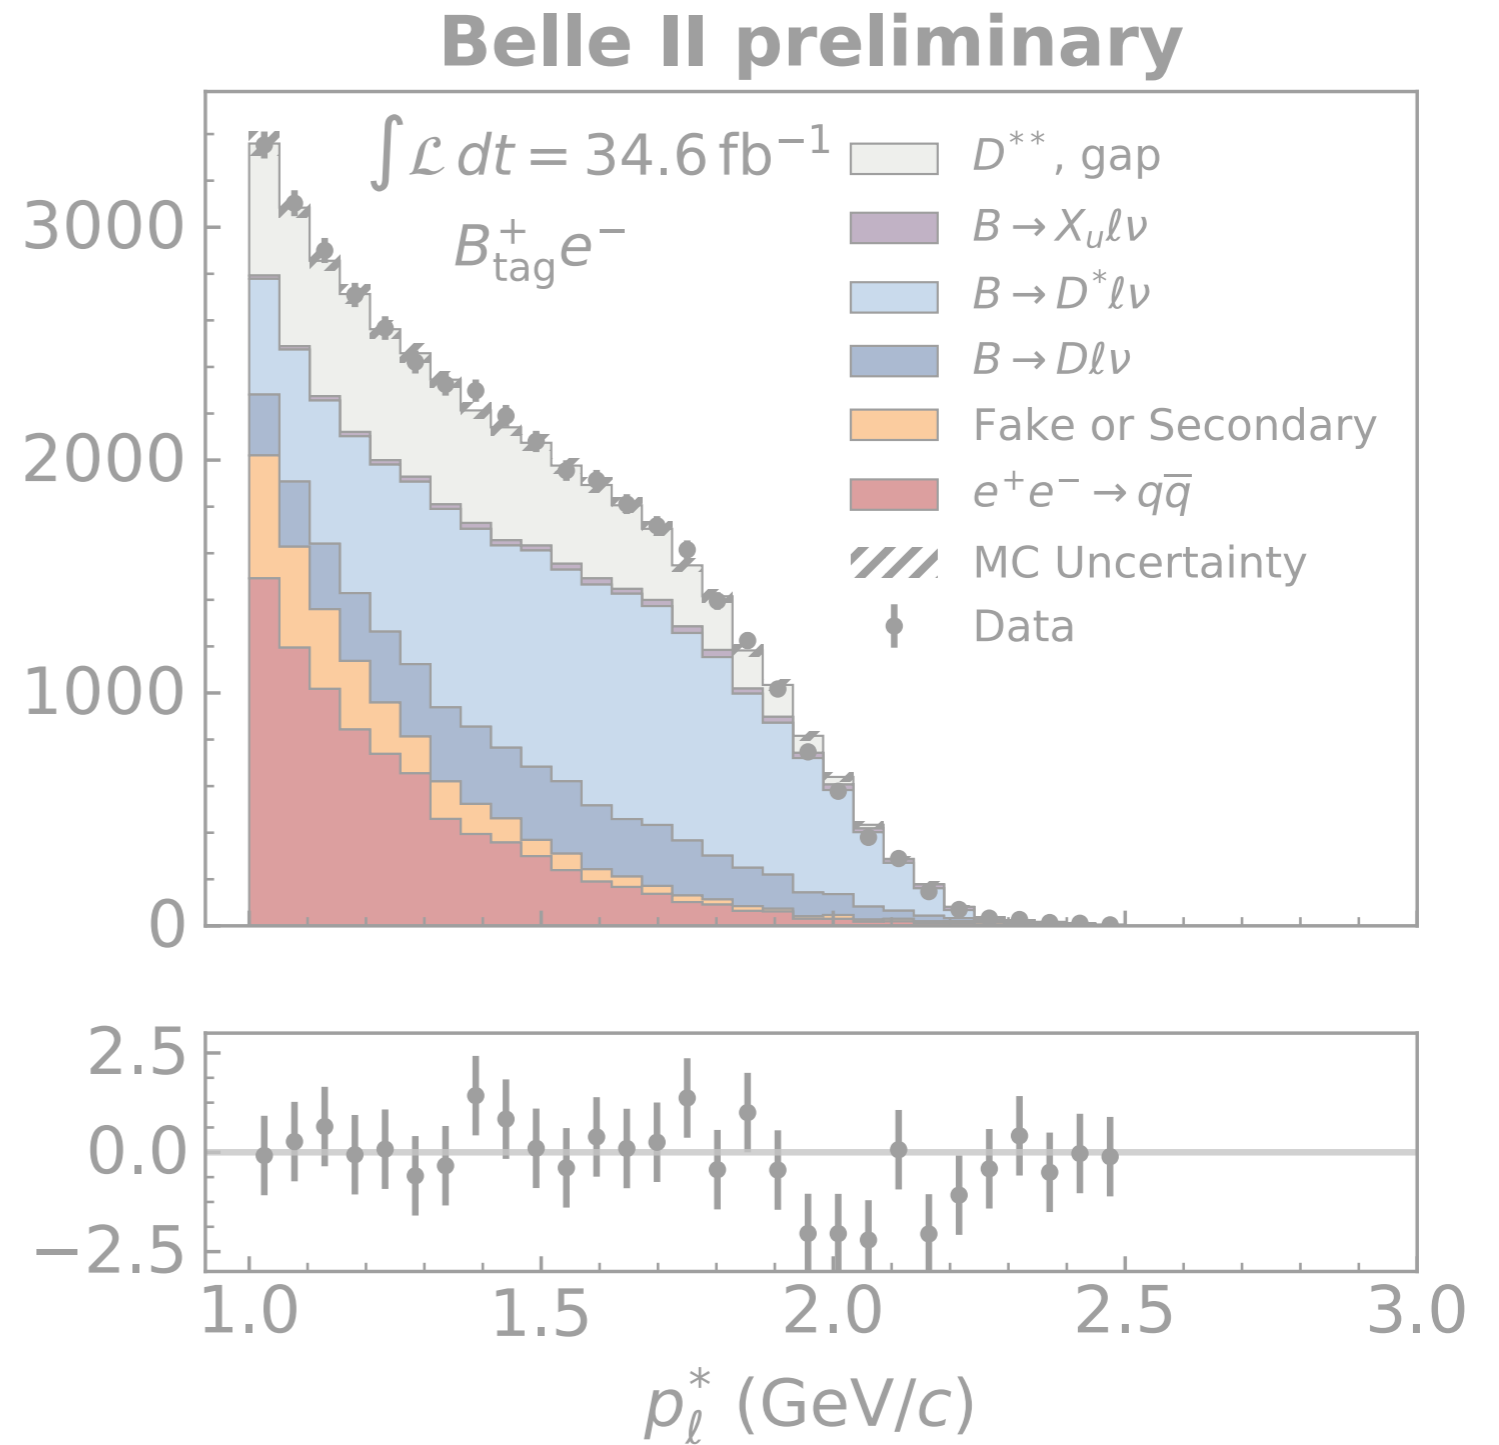 Belle II preliminary
∫ℒ dt = 34.6 fb⁻¹
B⁺tag e⁻
D**, gap
B → Xᵤℓν
B → D*ℓν
B → Dℓν
Fake or Secondary
e⁺e⁻ → qq̅
MC Uncertainty
Data
3000
2000
1000
0
2.5
0.0
−2.5
1.0 1.5 2.0 2.5 3.0
p*ℓ (GeV/c)